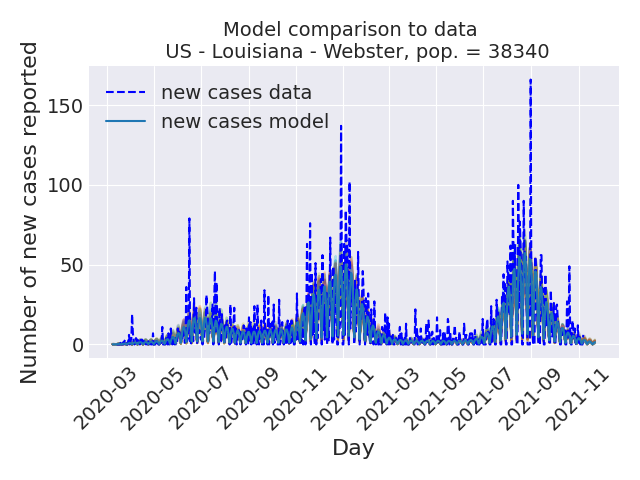 Model comparison to data
US - Louisiana - Webster, pop. = 38340
Number of new cases reported
new cases data
new cases model
150
100
50
0
2020-03
2020-05
2020-07
2020-09
2020-11
2021-01
2021-03
2021-05
2021-07
2021-09
2021-11
Day